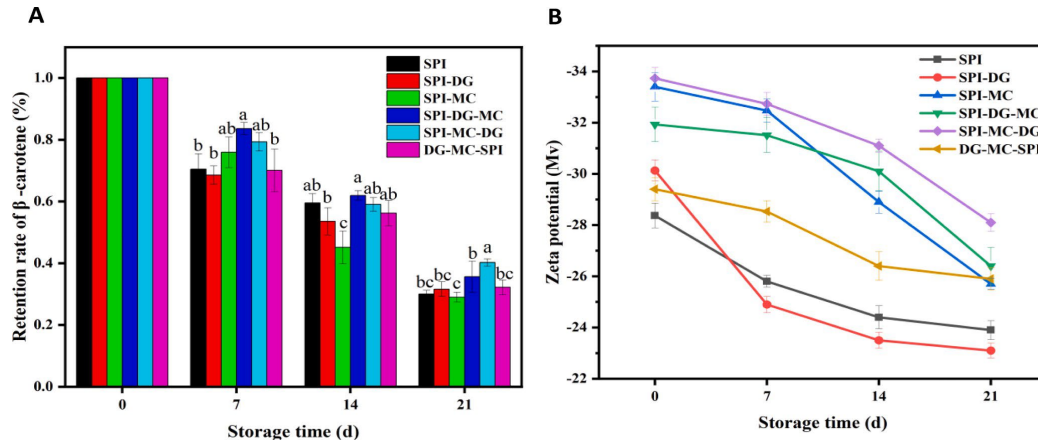 A
Retention rate of β-carotene (%)
1.0
0.8
0.6
0.4
0.2
0.0
SPI
SPI-DG
SPI-MC
SPI-DG-MC
SPI-MC-DG
DG-MC-SPI
b b ab a ab b
ab b c a ab ab
bc bc bc b a bc
0 7 14 21
Storage time (d)
B
Zeta potential (Mv)
-34
-32
-30
-28
-26
-24
-22
SPI
SPI-DG
SPI-MC
SPI-DG-MC
SPI-MC-DG
DG-MC-SPI
0 7 14 21
Storage time (d)